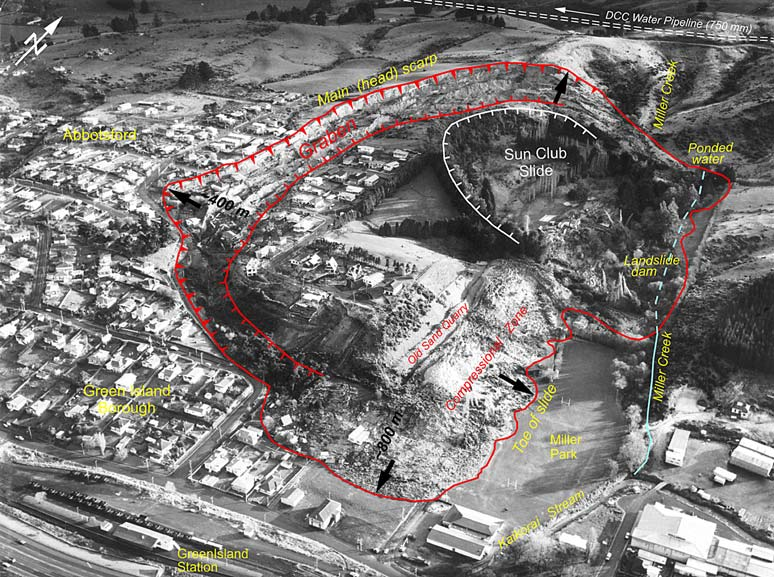 DCC Water Pipeline (750 mm)
N
Main (head) scarp
Miller Creek
Abbotsford
Graben
Sun Club
Slide
Ponded
water
~400 m
Landslide
dam
Old Sand Quarry
Compressional Zone
Miller Creek
Green Island
Borough
Toe of slide
~800 m
Miller
Park
Kaikorai Stream
GreenIsland
Station